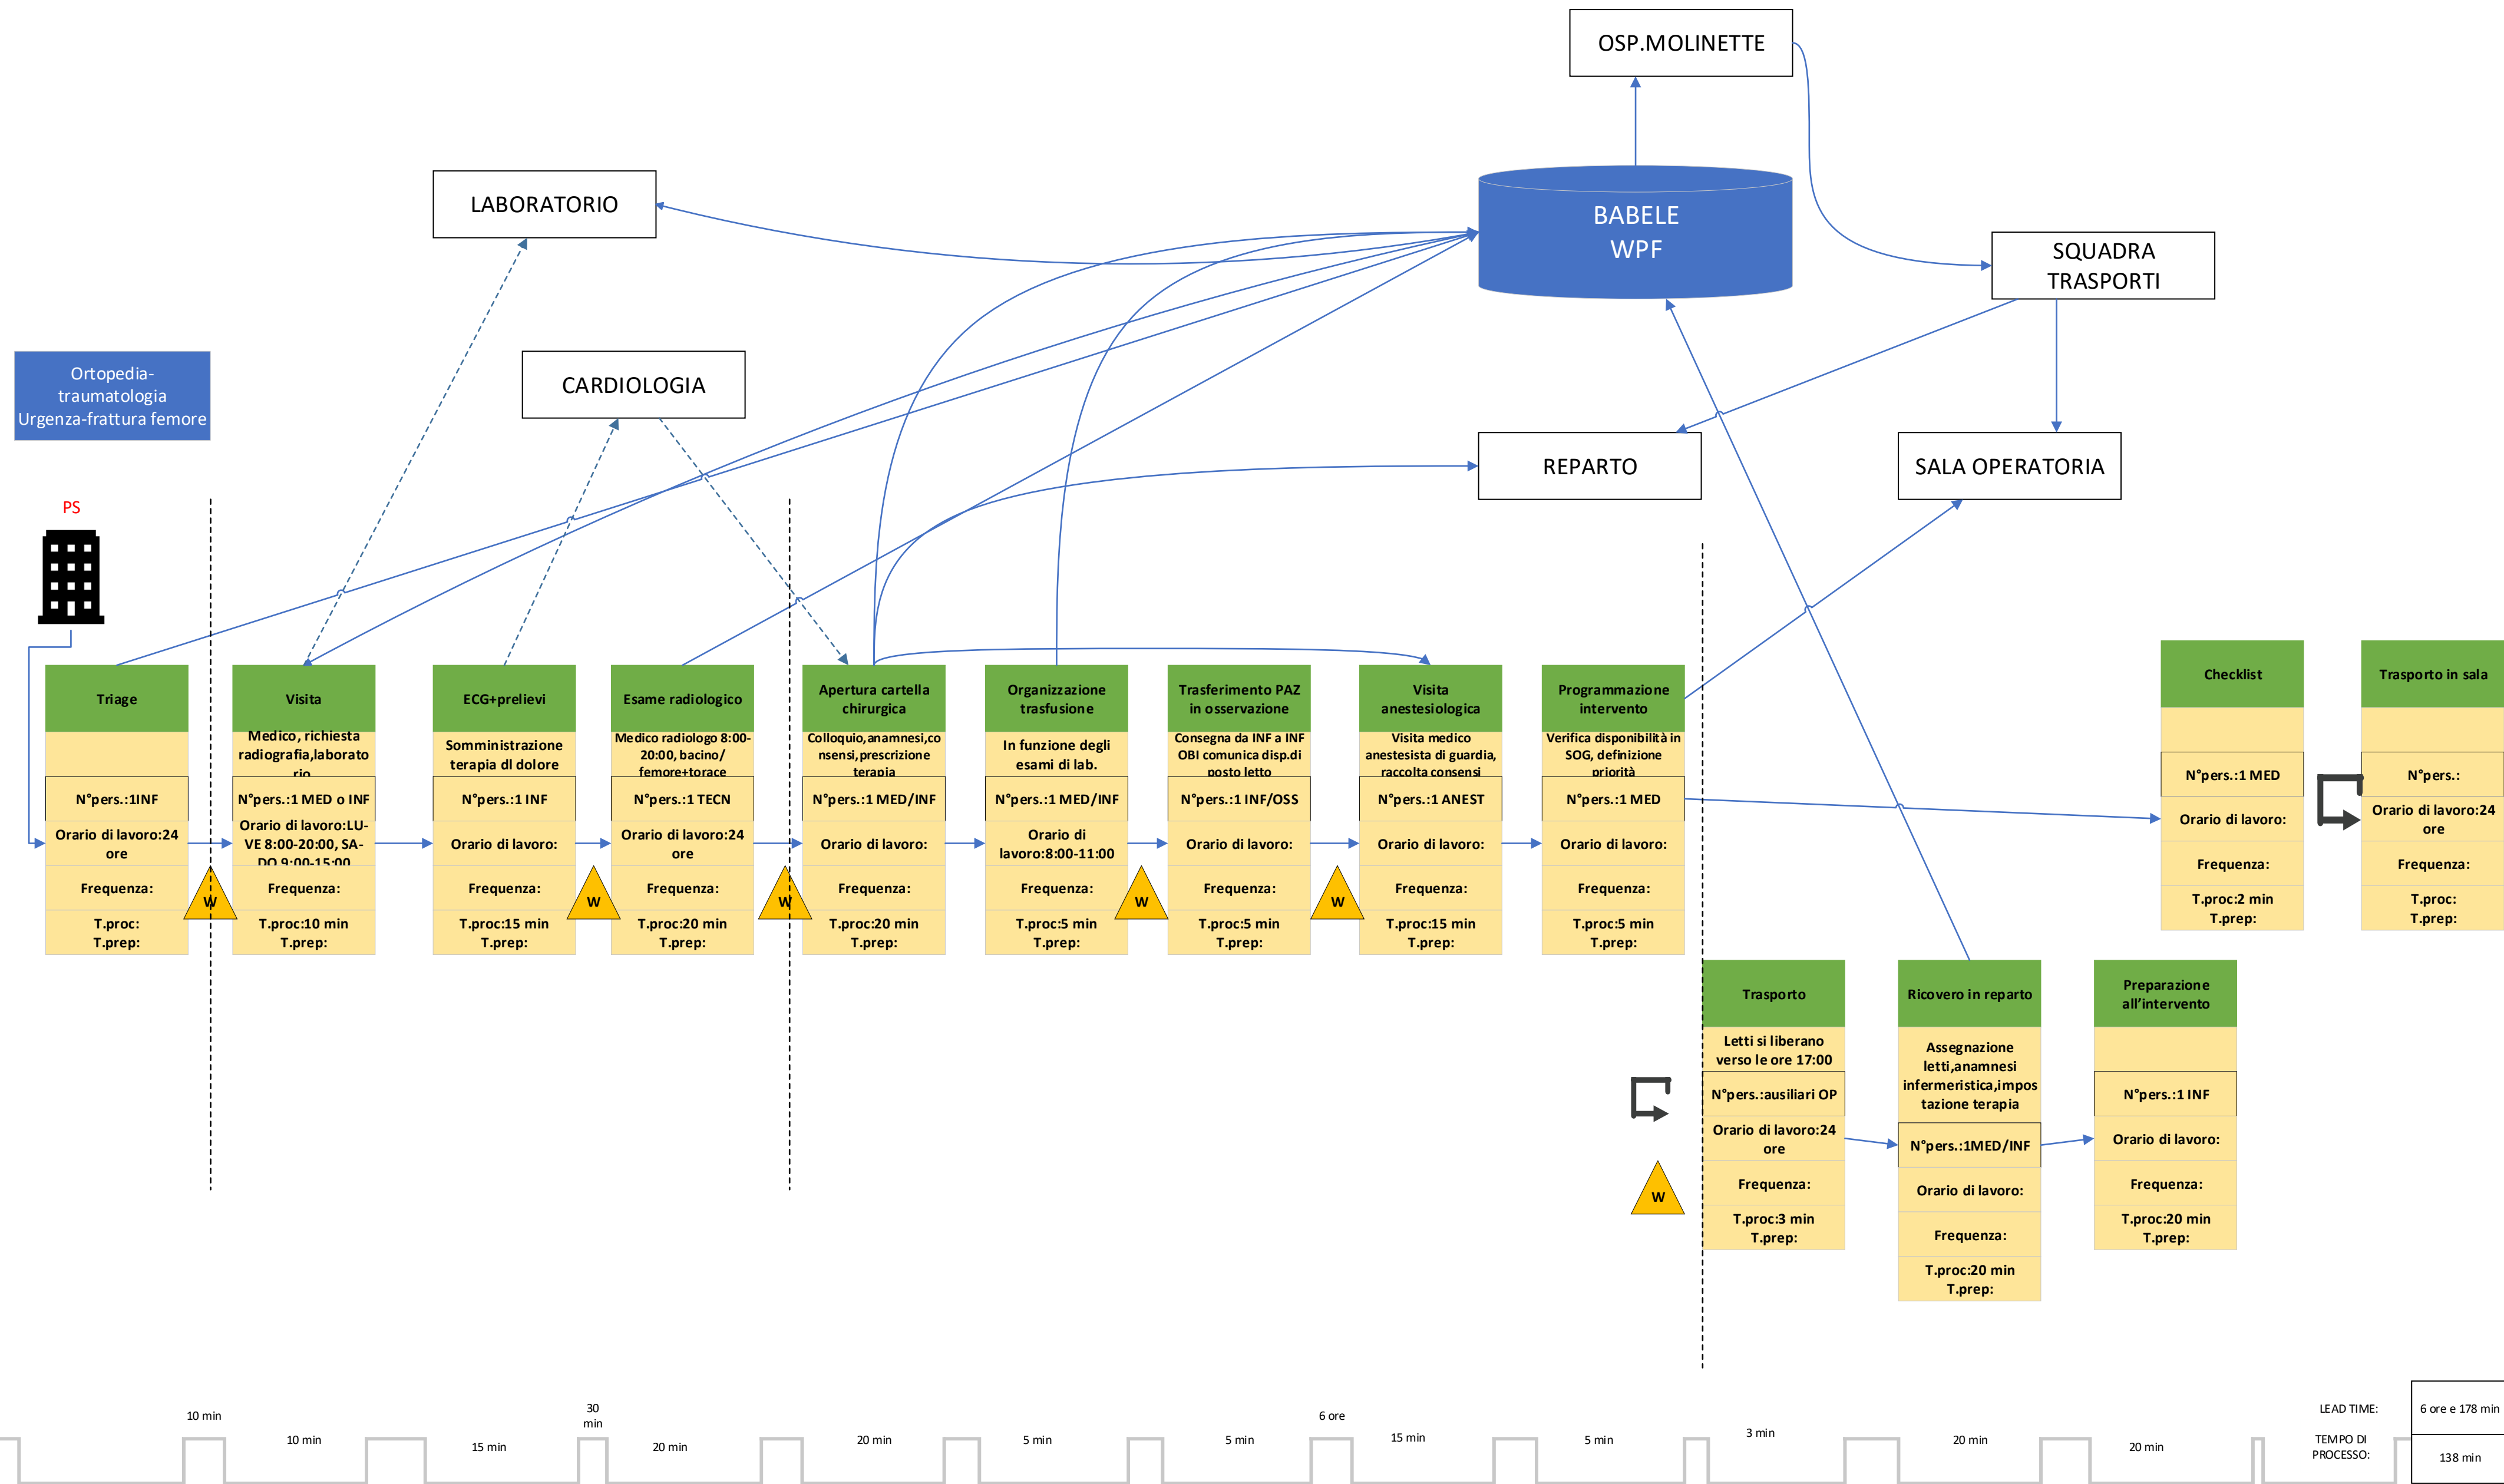 OSP.MOLINETTE
LABORATORIO
BABELE
WPF
SQUADRA
TRASPORTI
Ortopedia-
traumatologia
Urgenza-frattura femore
CARDIOLOGIA
REPARTO
SALA OPERATORIA
PS
Triage
N°pers.:1INF
Orario di lavoro:24
ore
Frequenza:
T.proc:
T.prep:
W
Visita
Medico, richiesta
radiografia,laborato
rio
N°pers.:1 MED o INF
Orario di lavoro:LU-
VE 8:00-20:00, SA-
DO 9:00-15:00
Frequenza:
T.proc:10 min
T.prep:
ECG+prelievi
Somministrazione
terapia dl dolore
N°pers.:1 INF
Orario di lavoro:
Frequenza:
T.proc:15 min
T.prep:
W
Esame radiologico
Medico radiologo 8:00-
20:00, bacino/
femore+torace
N°pers.:1 TECN
Orario di lavoro:24
ore
Frequenza:
T.proc:20 min
T.prep:
W
Apertura cartella
chirurgica
Colloquio,anamnesi,co
nsensi,prescrizione
terapia
N°pers.:1 MED/INF
Orario di lavoro:
Frequenza:
T.proc:20 min
T.prep:
Organizzazione
trasfusione
In funzione degli
esami di lab.
N°pers.:1 MED/INF
Orario di
lavoro:8:00-11:00
Frequenza:
T.proc:5 min
T.prep:
W
Trasferimento PAZ
in osservazione
Consegna da INF a INF
OBI comunica disp.di
posto letto
N°pers.:1 INF/OSS
Orario di lavoro:
Frequenza:
T.proc:5 min
T.prep:
W
Visita
anestesiologica
Visita medico
anestesista di guardia,
raccolta consensi
N°pers.:1 ANEST
Orario di lavoro:
Frequenza:
T.proc:15 min
T.prep:
Programmazione
intervento
Verifica disponibilità in
SOG, definizione
priorità
N°pers.:1 MED
Orario di lavoro:
Frequenza:
T.proc:5 min
T.prep:
Checklist
N°pers.:1 MED
Orario di lavoro:
Frequenza:
T.proc:2 min
T.prep:
Trasporto in sala
N°pers.:
Orario di lavoro:24
ore
Frequenza:
T.proc:
T.prep:
W
Trasporto
Letti si liberano
verso le ore 17:00
N°pers.:ausiliari OP
Orario di lavoro:24
ore
Frequenza:
T.proc:3 min
T.prep:
Ricovero in reparto
Assegnazione
letti,anamnesi
infermeristica,impos
tazione terapia
N°pers.:1MED/INF
Orario di lavoro:
Frequenza:
T.proc:20 min
T.prep:
Preparazione
all’intervento
N°pers.:1 INF
Orario di lavoro:
Frequenza:
T.proc:20 min
T.prep:
10 min
10 min
15 min
30
min
20 min
20 min
5 min
5 min
6 ore
15 min
5 min
3 min
20 min
20 min
LEAD TIME:
6 ore e 178 min
TEMPO DI
PROCESSO:
138 min